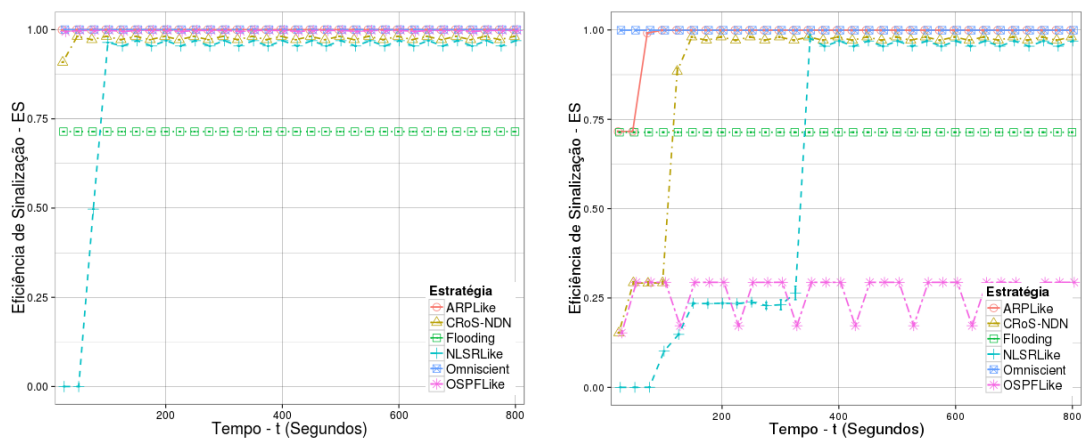 Eficiência de Sinalização - ES
1.00
0.75
0.50
0.25
0.00
200
400
600
800
Tempo - t (Segundos)
Estratégia
ARPLike
CRoS-NDN
Flooding
NLSRLike
Omniscient
OSPFLike
Eficiência de Sinalização - ES
1.00
0.75
0.50
0.25
0.00
200
400
600
800
Tempo - t (Segundos)
Estratégia
ARPLike
CRoS-NDN
Flooding
NLSRLike
Omniscient
OSPFLike